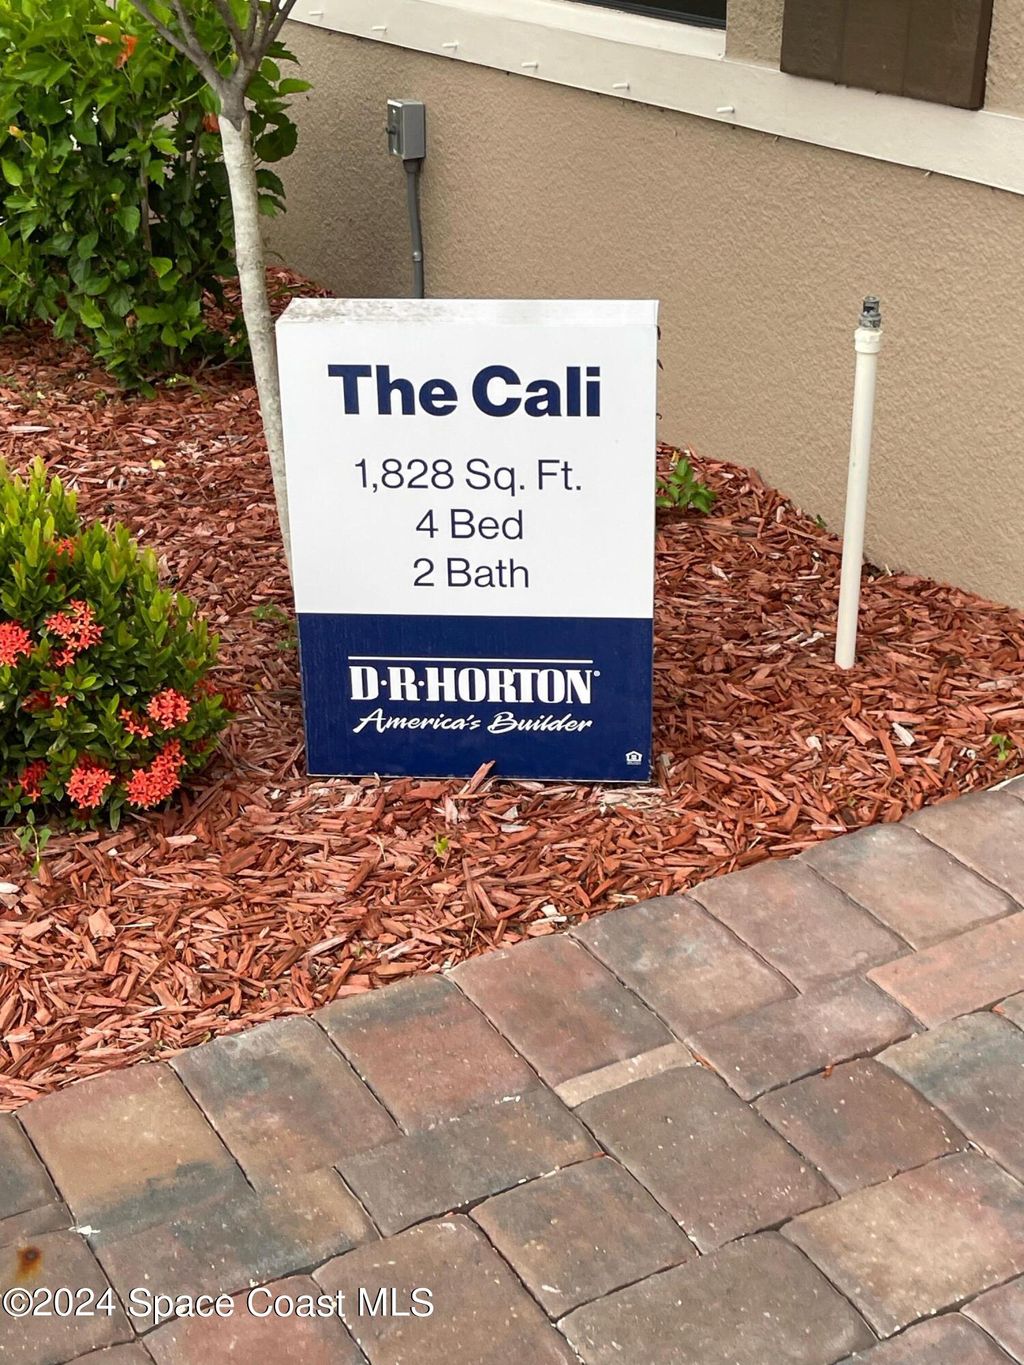 The Cali
1,828 Sq. Ft.
4 Bed
2 Bath
D·R·HORTON®
America's Builder
©2024 Space Coast MLS